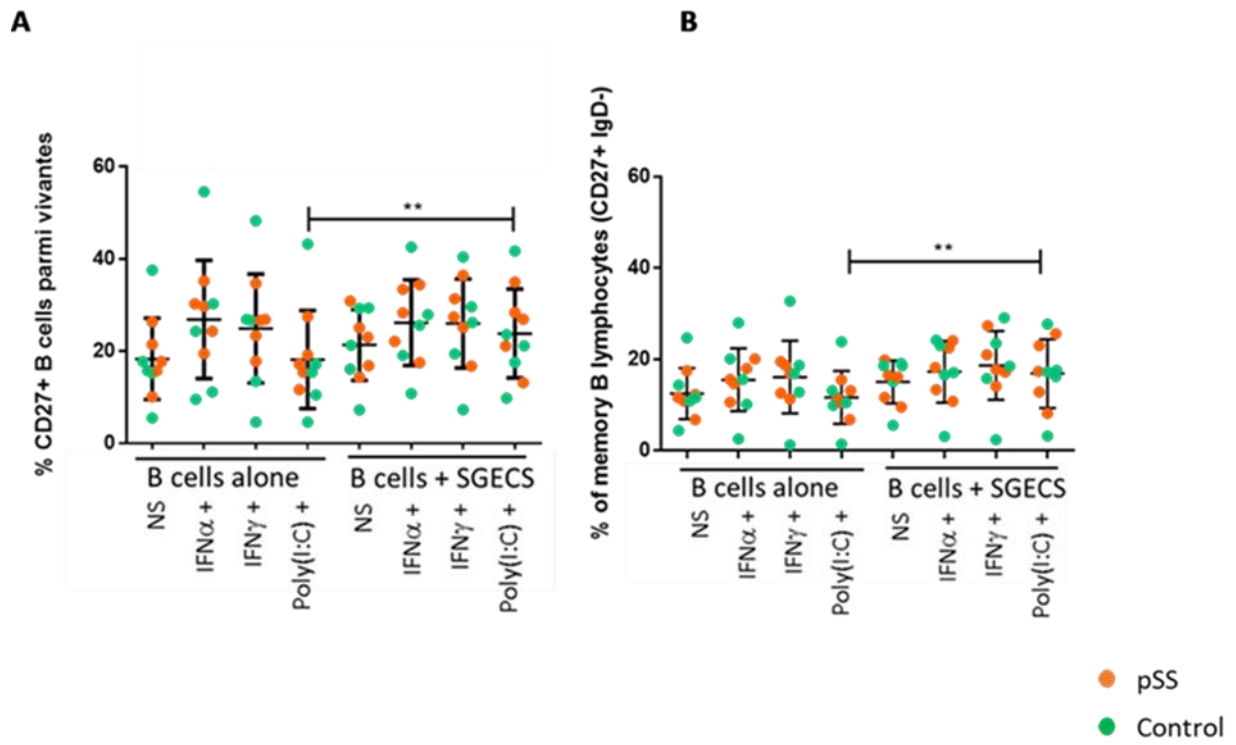 A
% CD27+ B cells parmi vivantes
60
40
20
0
**
B cells alone
B cells + SGECS
NS
IFNα +
IFNγ +
Poly(I:C) +
NS
IFNα +
IFNγ +
Poly(I:C) +
B
% of memory B lymphocytes (CD27+ IgD-)
60
40
20
0
**
B cells alone
B cells + SGECS
NS
IFNα +
IFNγ +
Poly(I:C) +
NS
IFNα +
IFNγ +
Poly(I:C) +
pSS
Control